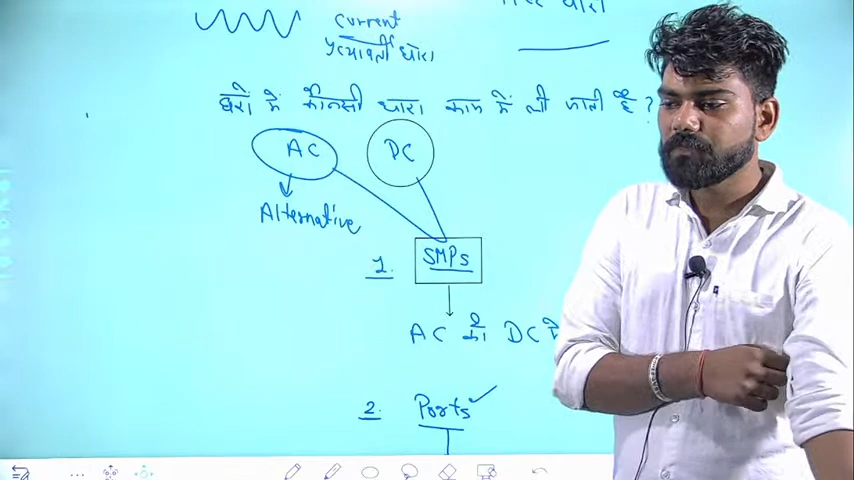 current
प्रत्यावर्ती धारा
धारा
घरों में कौनसी धारा काम में ली जाती है ?
AC DC
Alternative
1. SMPs
AC को DC में
2. Ports